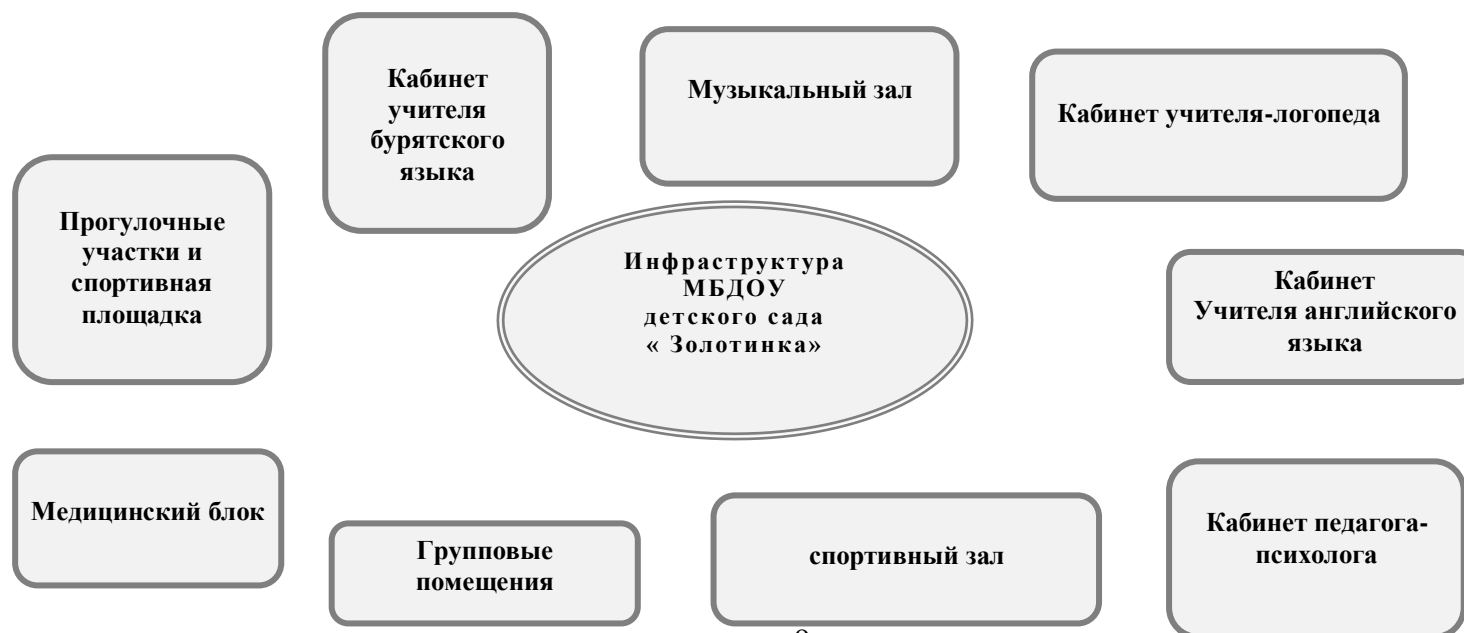 Кабинет
учителя
бурятского
языка
Музыкальный зал
Кабинет учителя-логопеда
Прогулочные
участки и
спортивная
площадка
Инфраструктура
МБДОУ
детского сада
« Золотинка»
Кабинет
Учителя английского
языка
Медицинский блок
Групповые
помещения
спортивный зал
Кабинет педагога-
психолога